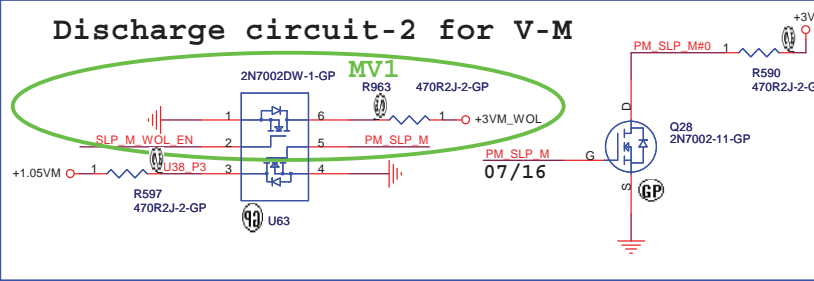 Discharge circuit-2 for V-M
+3V
PM_SLP_M#0 1
R590
470R2J-2-G
MV1
2N7002DW-1-GP
R963 470R2J-2-GP
1 6 1 +3VM_WOL
SLP_M_WOL_EN 2 5 PM_SLP_M
+1.05VM 1 U38_P3 3 4
R597
470R2J-2-GP
GP U63
D
Q28
2N7002-11-GP
PM_SLP_M G
07/16
S GP